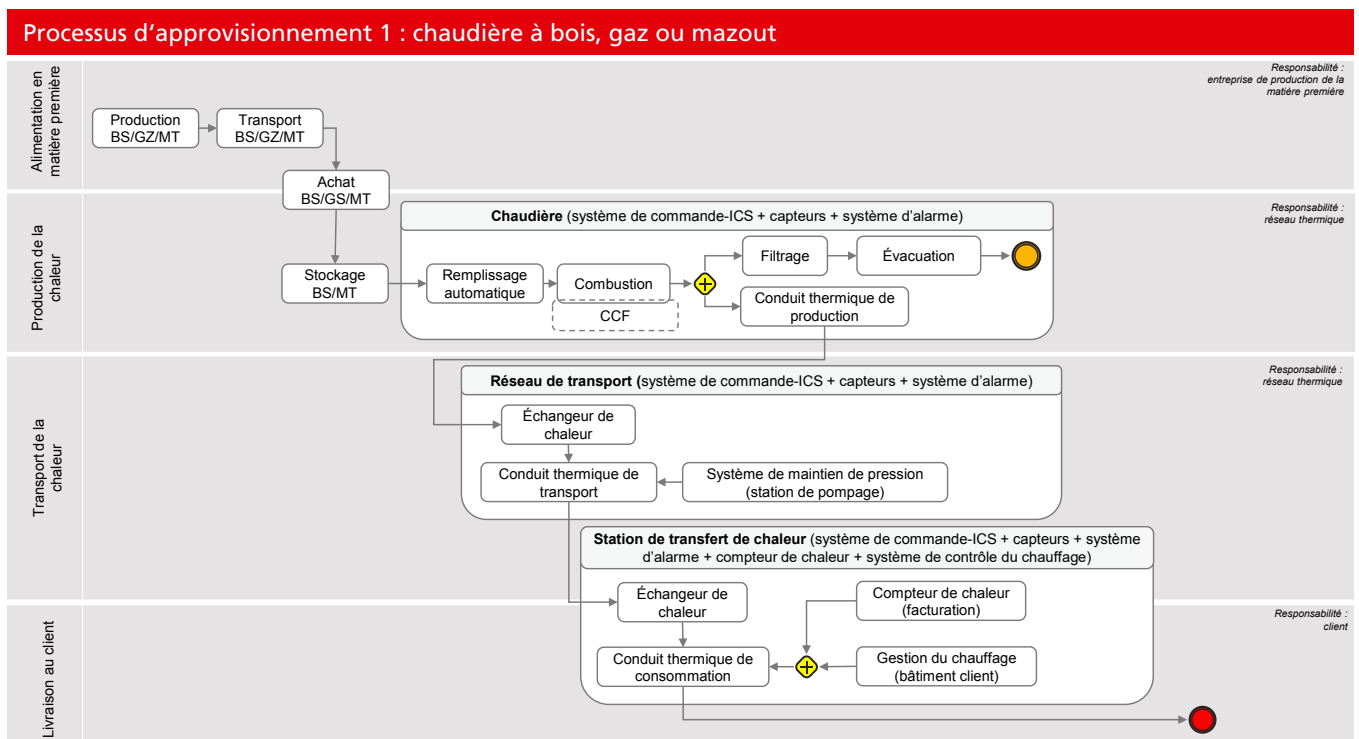 Processus d'approvisionnement 1 : chaudière à bois, gaz ou mazout
Alimentation en
matière première
Responsabilité :
entreprise de production de la
matière première
Production
BS/GZ/MT
Transport
BS/GZ/MT
Achat
BS/GS/MT
Production de la
chaleur
Responsabilité :
réseau thermique
Chaudière (système de commande-ICS + capteurs + système d'alarme)
Stockage
BS/MT
Remplissage
automatique
Combustion
CCF
Filtrage
Évacuation
Conduit thermique de
production
Transport de la
chaleur
Responsabilité :
réseau thermique
Réseau de transport (système de commande-ICS + capteurs + système d'alarme)
Échangeur de
chaleur
Conduit thermique de
transport
Système de maintien de pression
(station de pompage)
Station de transfert de chaleur (système de commande-ICS + capteurs + système
d'alarme + compteur de chaleur + système de contrôle du chauffage)
Échangeur de
chaleur
Compteur de chaleur
(facturation)
Livraison au client
Responsabilité :
client
Conduit thermique de
consommation
Gestion du chauffage
(bâtiment client)